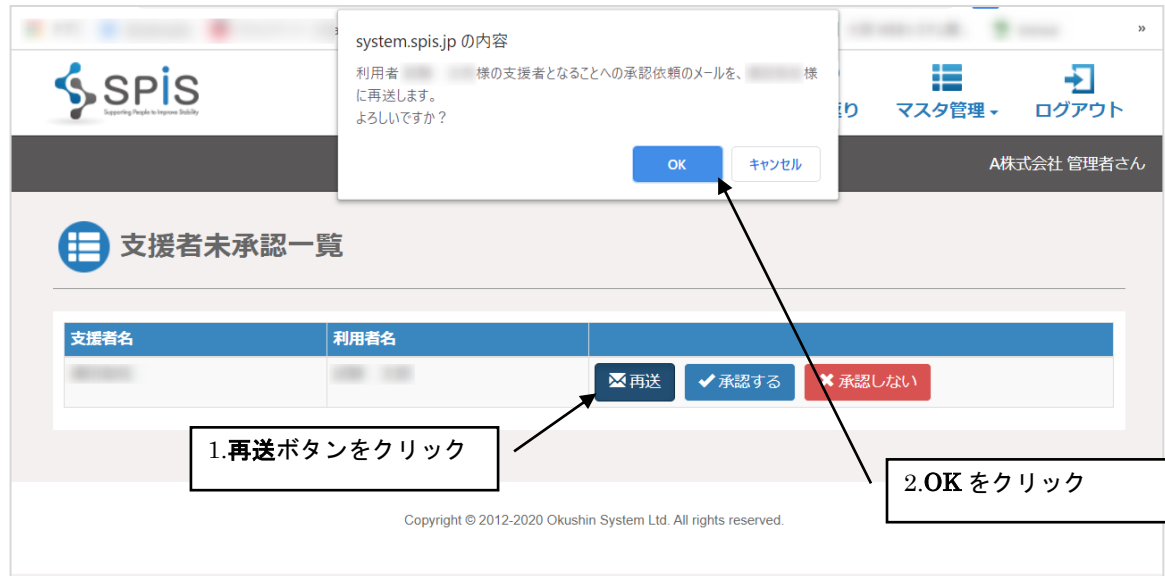 »
system.spis.jp の内容
利用者 様の支援者となることへの承認依頼のメールを、 様
に再送します。
よろしいですか？
OK キャンセル
SPiS
Supporting People to Improve Stability
り マスタ管理 ログアウト
A株式会社 管理者さん
支援者未承認一覧
支援者名 利用者名
再送 承認する 承認しない
1.再送ボタンをクリック
2.OK をクリック
Copyright © 2012-2020 Okushin System Ltd. All rights reserved.